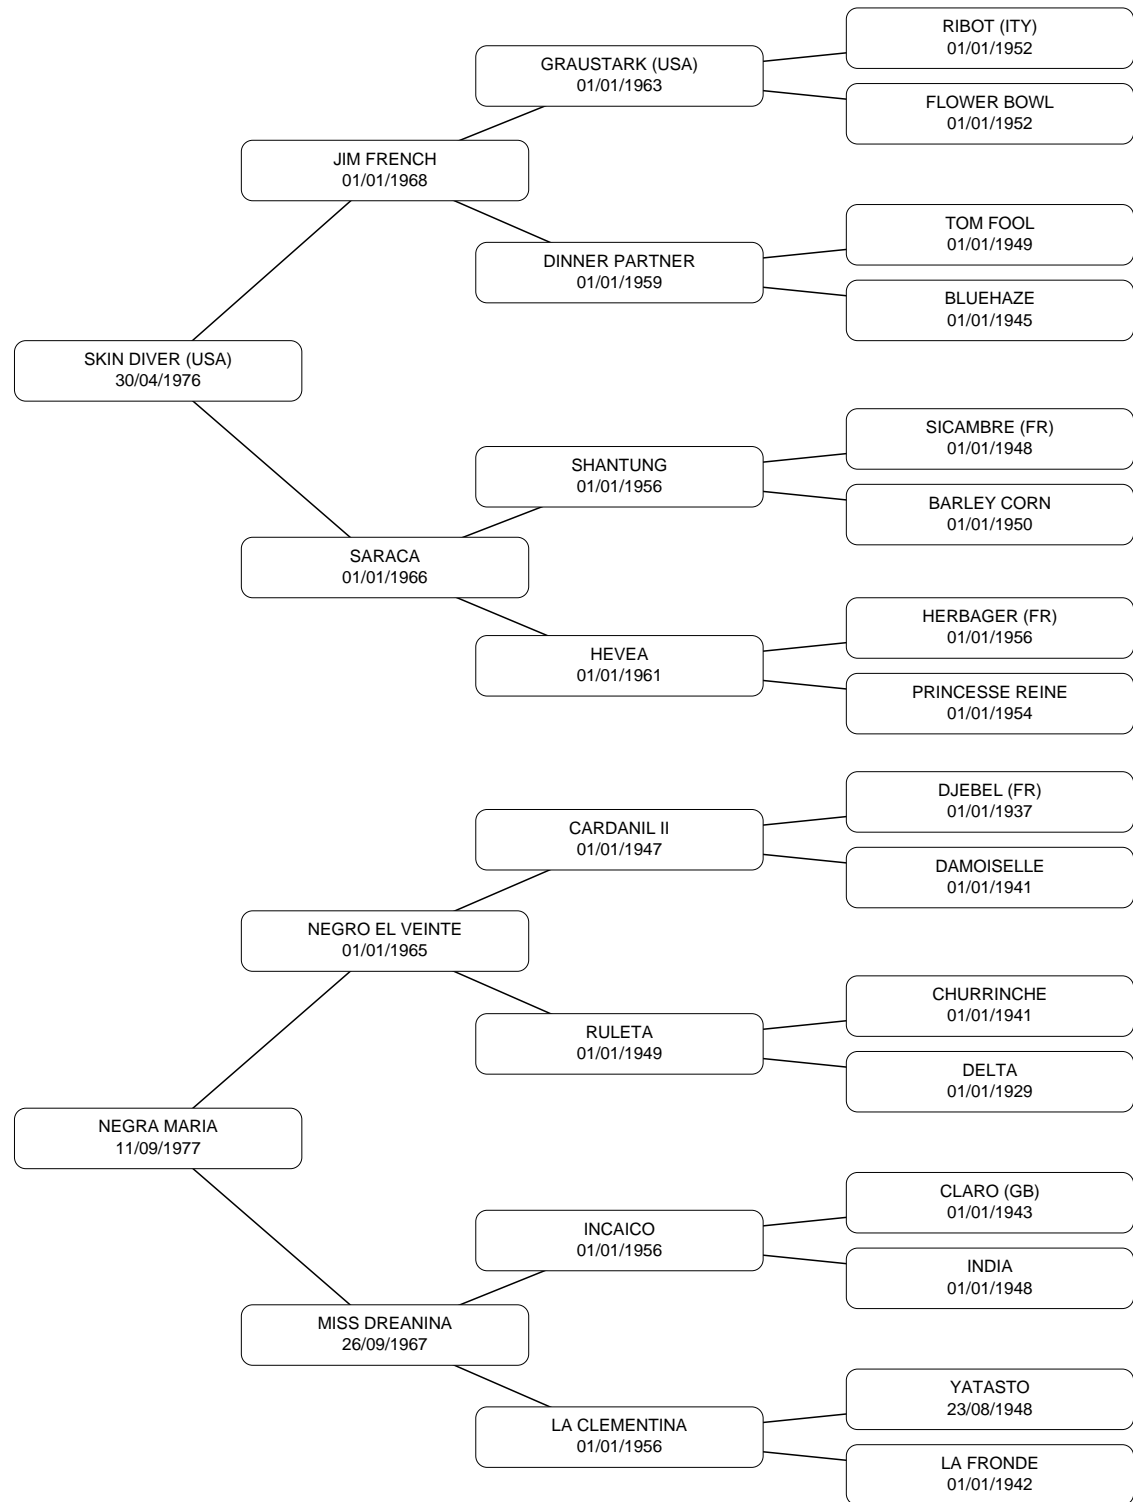 RIBOT (ITY)
01/01/1952
GRAUSTARK (USA)
01/01/1963
FLOWER BOWL
01/01/1952
JIM FRENCH
01/01/1968
TOM FOOL
01/01/1949
DINNER PARTNER
01/01/1959
BLUEHAZE
01/01/1945
SKIN DIVER (USA)
30/04/1976
SICAMBRE (FR)
01/01/1948
SHANTUNG
01/01/1956
BARLEY CORN
01/01/1950
SARACA
01/01/1966
HERBAGER (FR)
01/01/1956
HEVEA
01/01/1961
PRINCESSE REINE
01/01/1954
DJEBEL (FR)
01/01/1937
CARDANIL II
01/01/1947
DAMOISELLE
01/01/1941
NEGRO EL VEINTE
01/01/1965
CHURRINCHE
01/01/1941
RULETA
01/01/1949
DELTA
01/01/1929
NEGRA MARIA
11/09/1977
CLARO (GB)
01/01/1943
INCAICO
01/01/1956
INDIA
01/01/1948
MISS DREANINA
26/09/1967
YATASTO
23/08/1948
LA CLEMENTINA
01/01/1956
LA FRONDE
01/01/1942